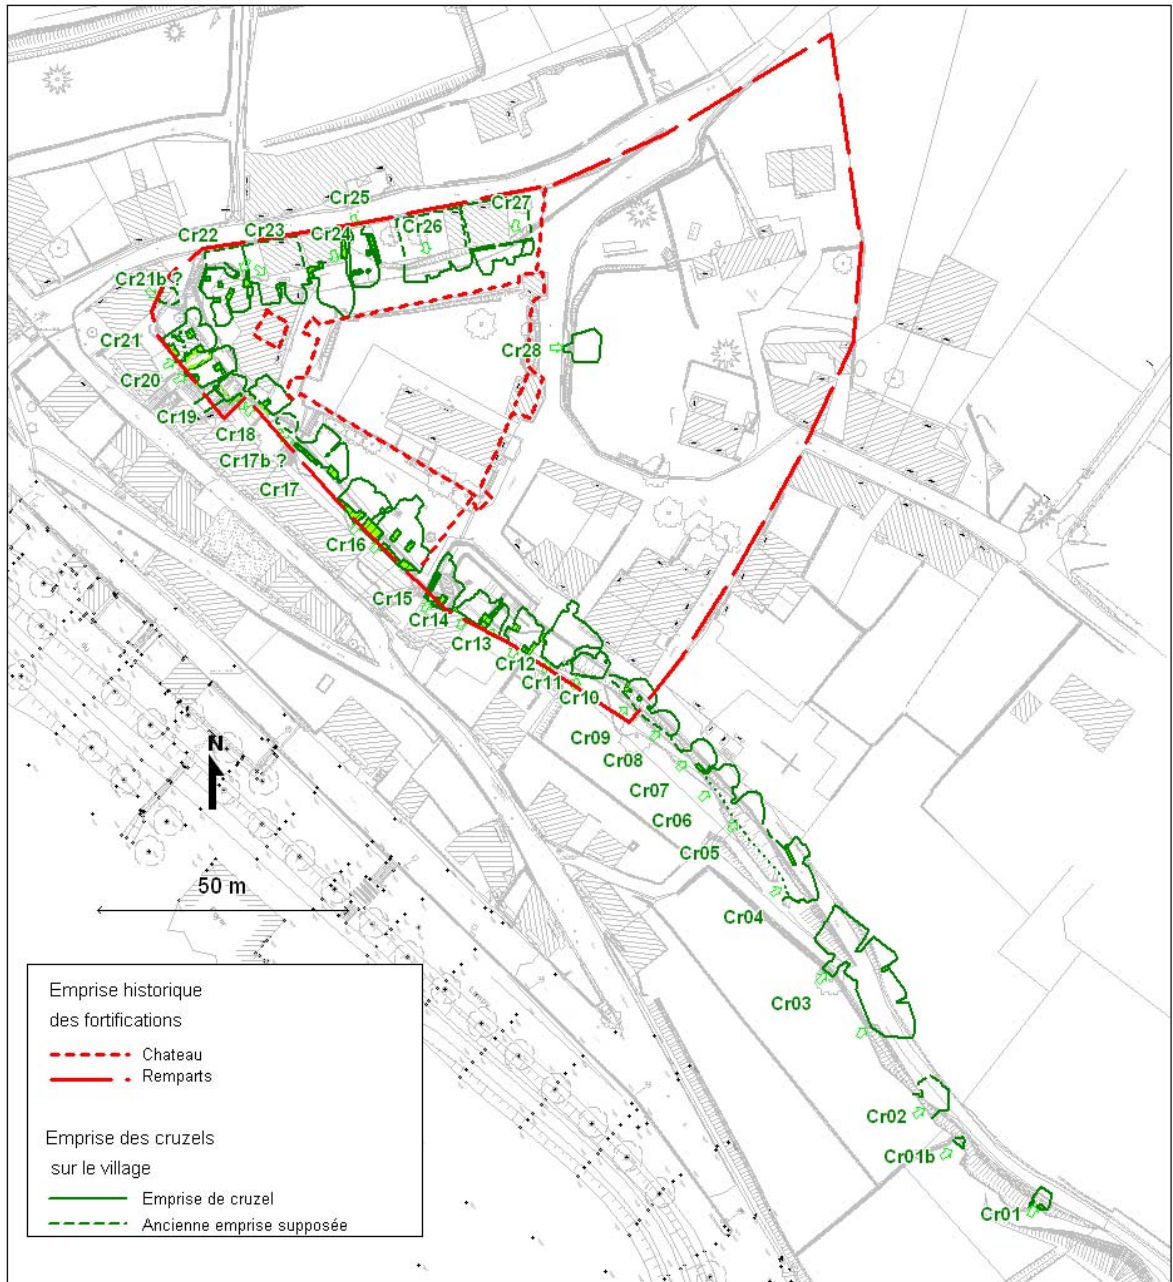 Cr25
Cr27
Cr22
Cr23
Cr24
Cr26
Cr21b ?
Cr21
Cr28
Cr20
Cr19
Cr18
Cr17b ?
Cr17
Cr16
Cr15
Cr14
Cr13
Cr12
Cr11
Cr10
Cr09
N.
Cr08
Cr07
Cr06
Cr05
50 m
Cr04
Cr03
Cr02
Cr01b
Cr01
Emprise historique
des fortifications
Chateau
Remparts
Emprise des cruzels
sur le village
Emprise de cruzel
Ancienne emprise supposée